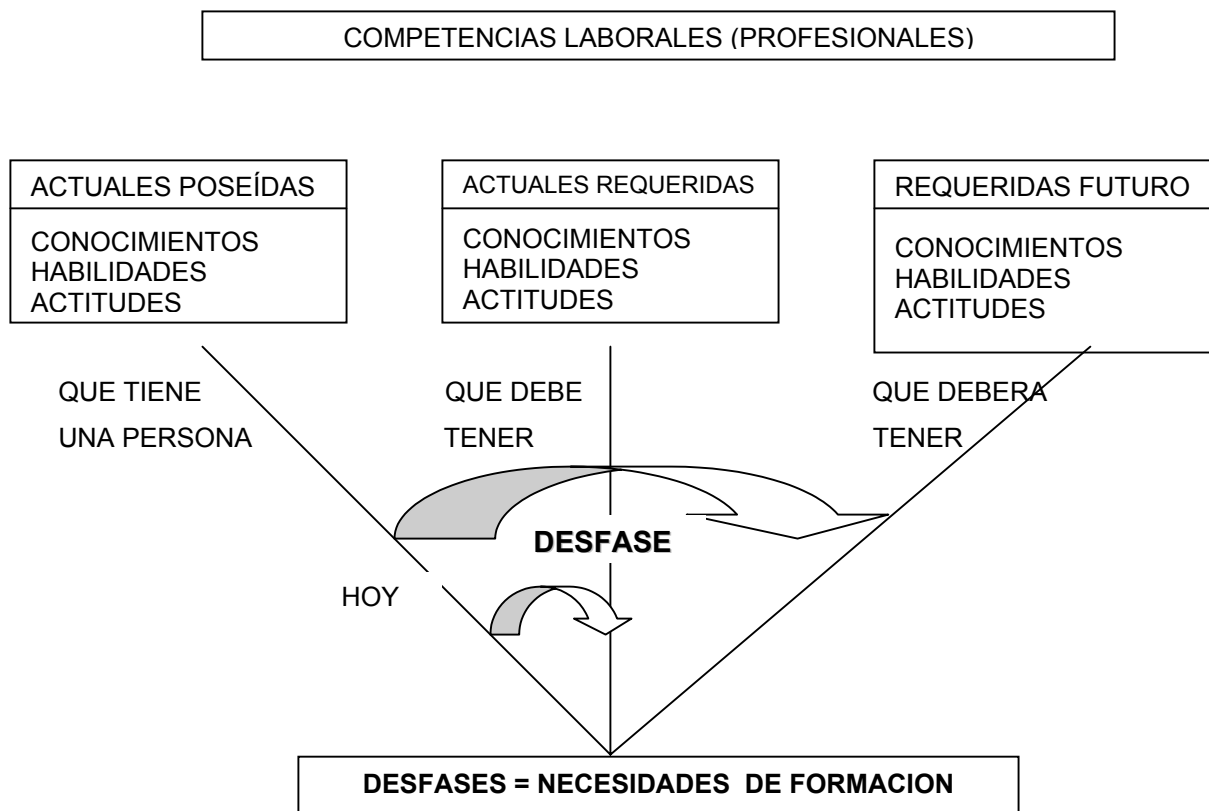 COMPETENCIAS LABORALES (PROFESIONALES)
ACTUALES POSEÍDAS
CONOCIMIENTOS
HABILIDADES
ACTITUDES
ACTUALES REQUERIDAS
CONOCIMIENTOS
HABILIDADES
ACTITUDES
REQUERIDAS FUTURO
CONOCIMIENTOS
HABILIDADES
ACTITUDES
QUE TIENE
UNA PERSONA
QUE DEBE
TENER
QUE DEBERA
TENER
DESFASE
HOY
DESFASES = NECESIDADES DE FORMACION